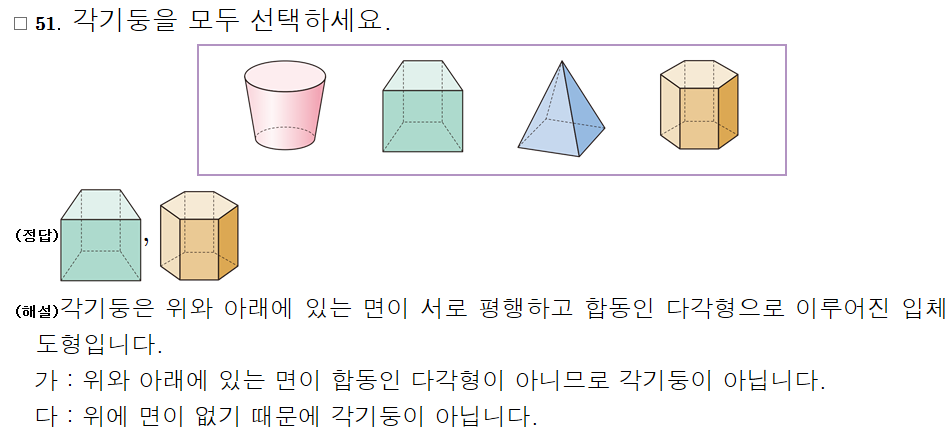 □ 51. 각기둥을 모두 선택하세요.
(정답) ,
(해설)각기둥은 위와 아래에 있는 면이 서로 평행하고 합동인 다각형으로 이루어진 입체
도형입니다.
가 : 위와 아래에 있는 면이 합동인 다각형이 아니므로 각기둥이 아닙니다.
다 : 위에 면이 없기 때문에 각기둥이 아닙니다.